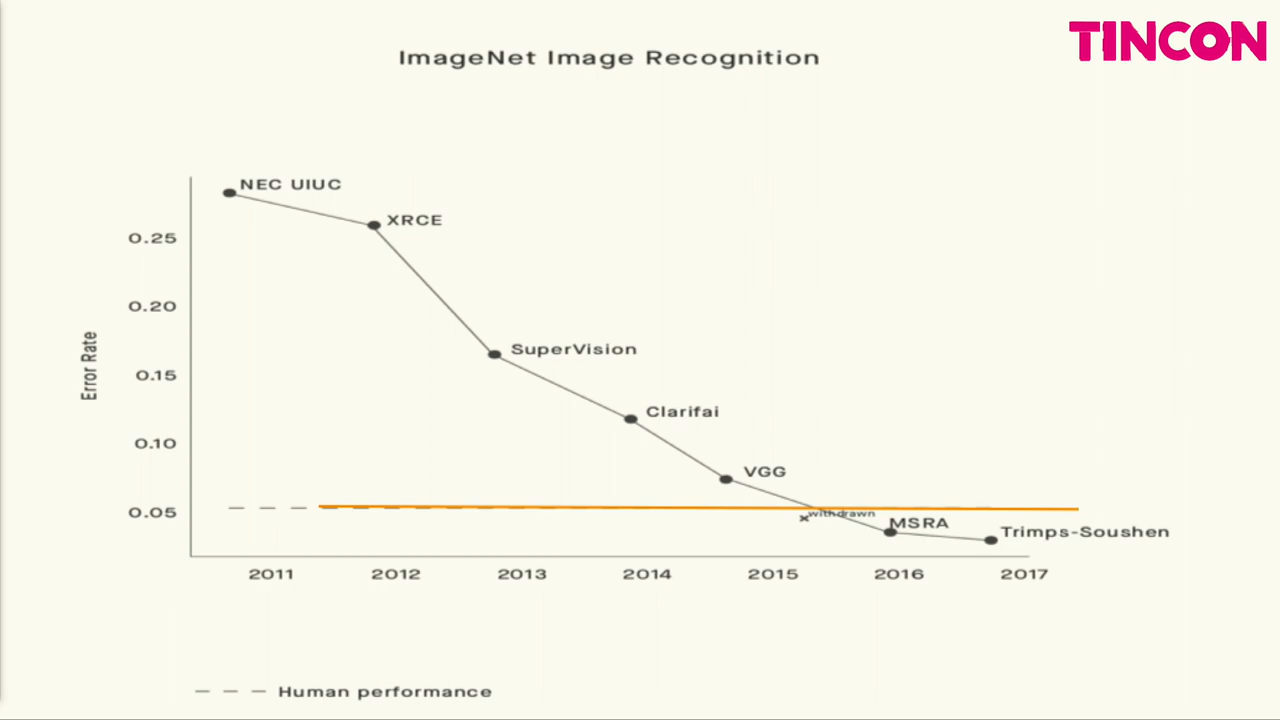 TINCON
ImageNet Image Recognition
NEC UIUC
XRCE
0.25
0.20
SuperVision
0.15
Error Rate
Clarifai
0.10
VGG
0.05
withdrawn
MSRA
Trimps-Soushen
2011 2012 2013 2014 2015 2016 2017
Human performance